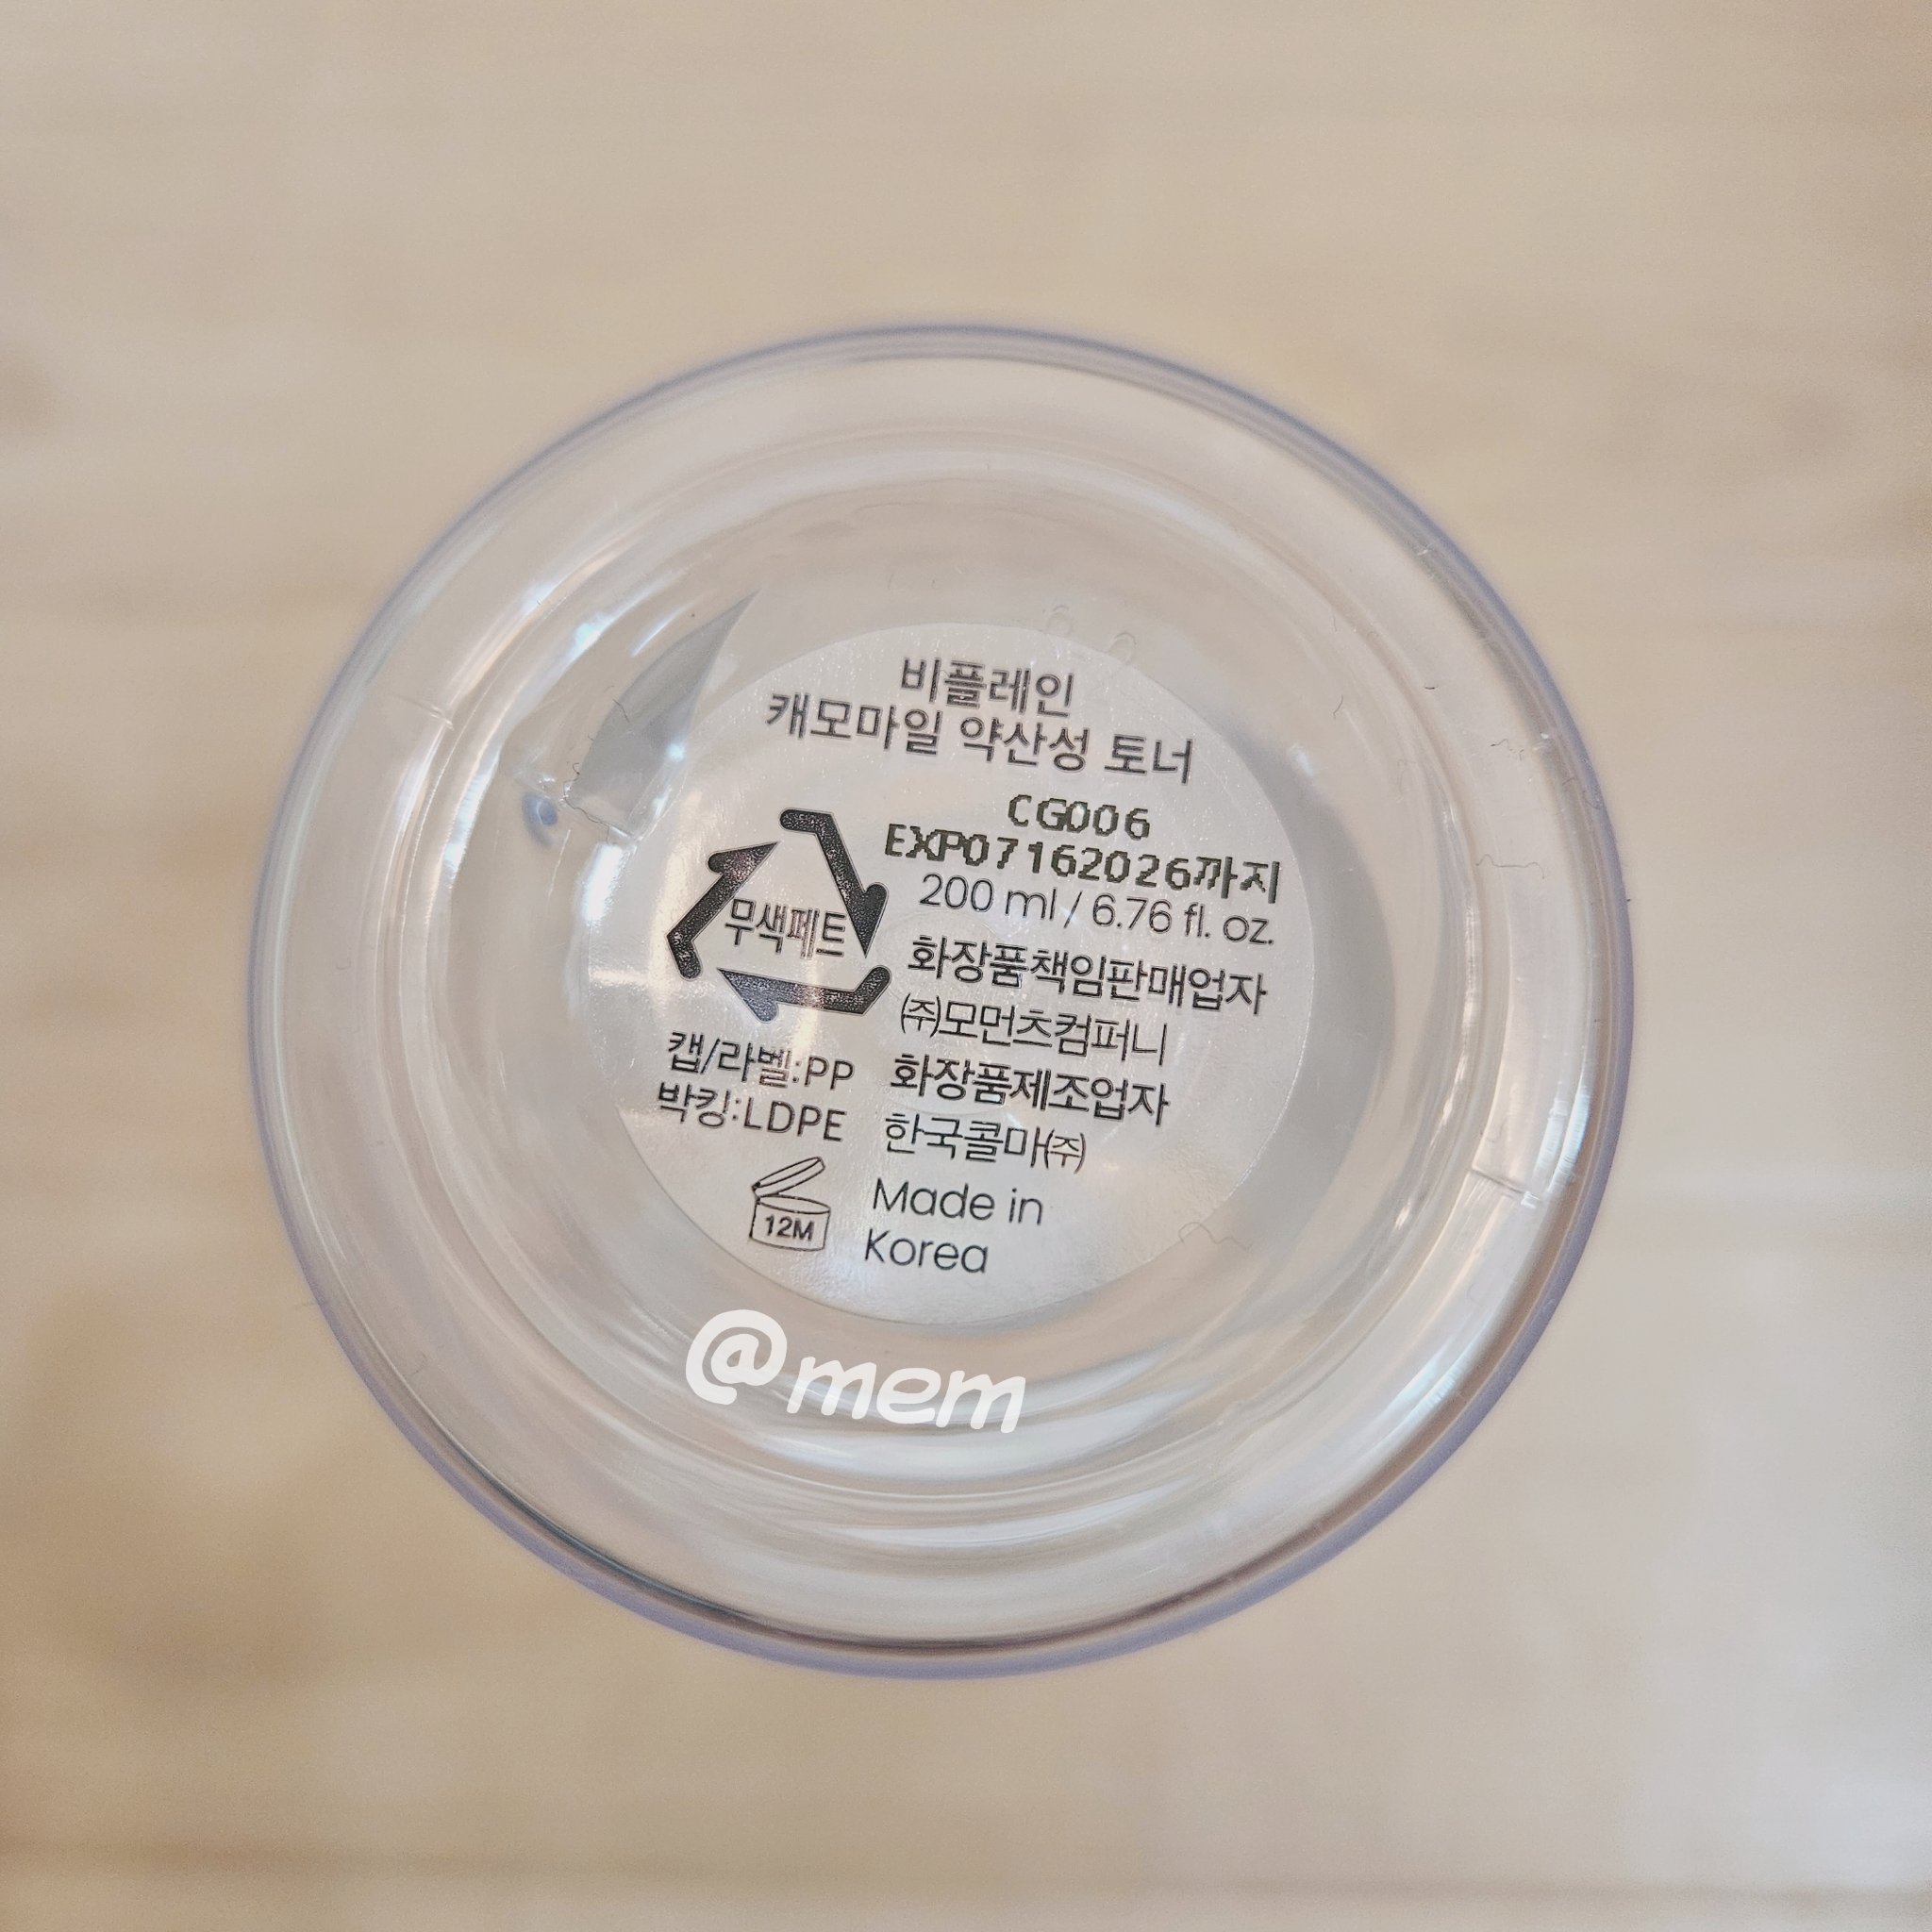 비플레인
캐모마일 약산성 토너
CG006
EXP07162026까지
200 ml / 6.76 fl. oz.
무색페트
화장품책임판매업자
㈜모먼츠컴퍼니
캡/라벨:PP
박킹:LDPE
화장품제조업자
한국콜마㈜
12M
Made in
Korea
@mem